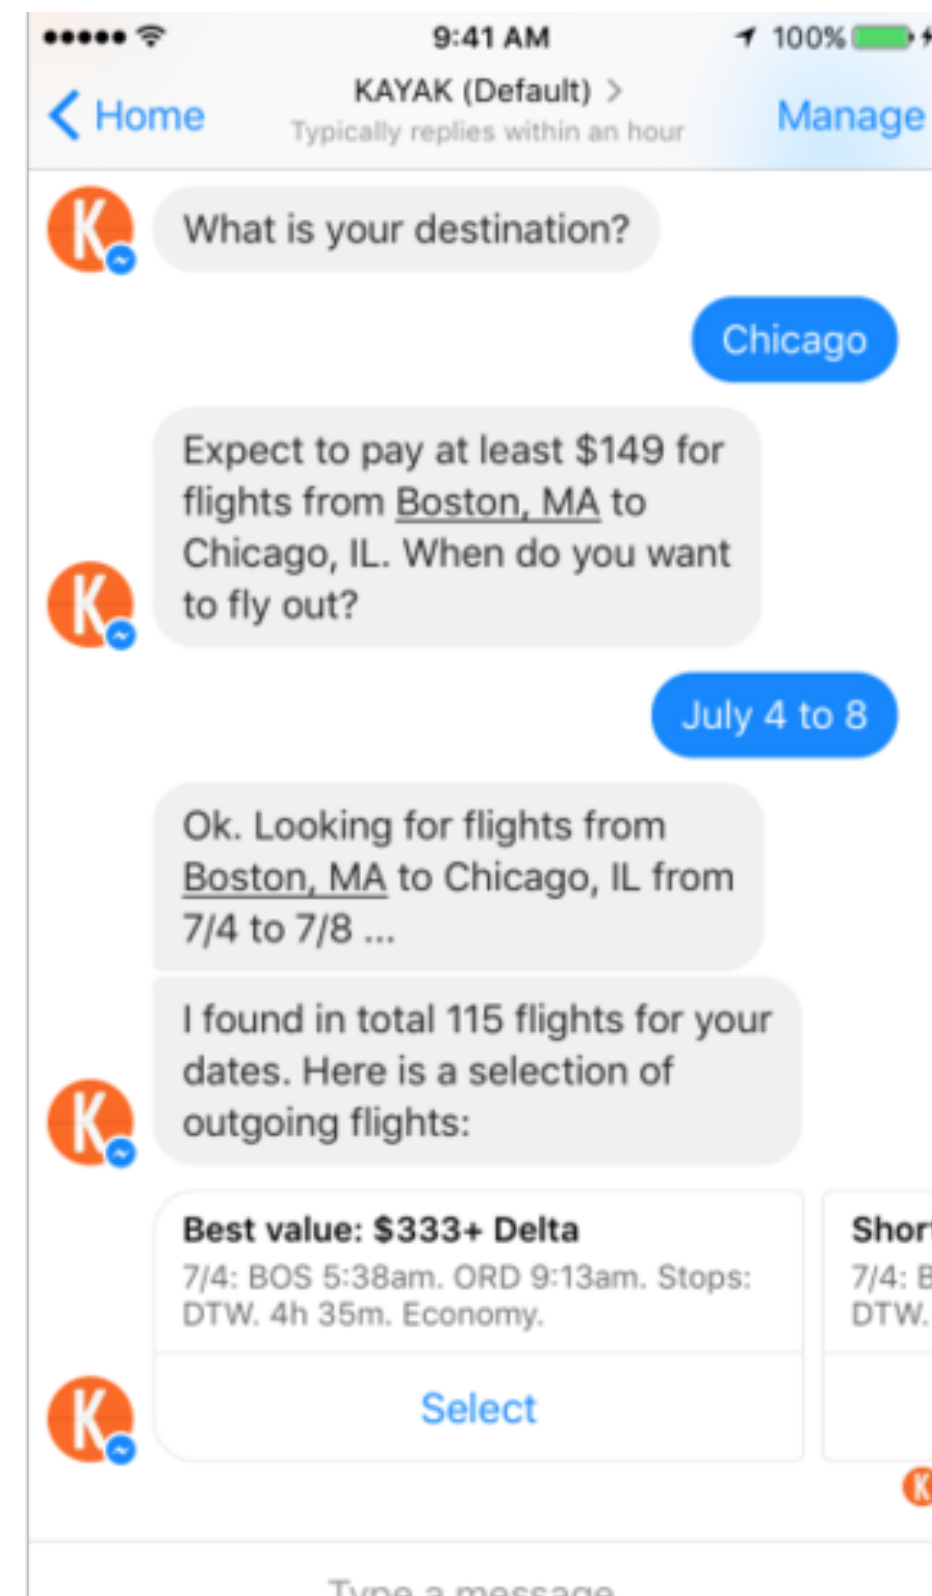 9:41 AM
100%
Home
KAYAK (Default) >
Manage
Typically replies within an hour
What is your destination?
Chicago
Expect to pay at least $149 for
flights from Boston, MA to
Chicago, IL. When do you want
to fly out?
July 4 to 8
Ok. Looking for flights from
Boston, MA to Chicago, IL from
7/4 to 7/8 ...
I found in total 115 flights for your
dates. Here is a selection of
outgoing flights:
Best value: $333+ Delta
7/4: BOS 5:38am. ORD 9:13am. Stops:
DTW. 4h 35m. Economy.
Select
7/4:
DTW.
Type a message